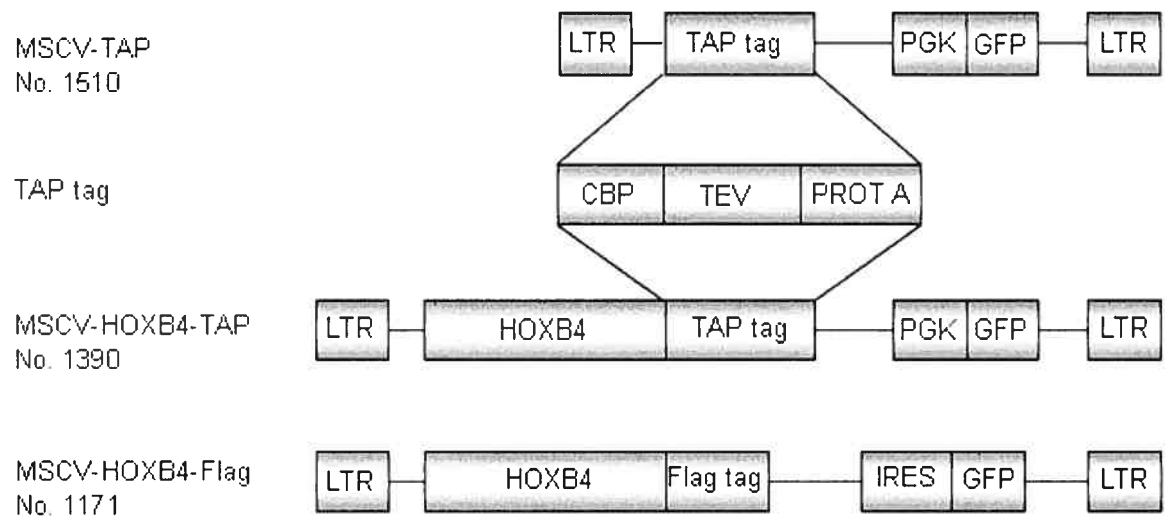 MSCV-TAP
No. 1510
LTR TAP tag PGK GFP LTR
TAP tag
CBP TEV PROT A
MSCV-HOXB4-TAP
No. 1390
LTR HOXB4 TAP tag PGK GFP LTR
MSCV-HOXB4-Flag
No. 1171
LTR HOXB4 Flag tag IRES GFP LTR